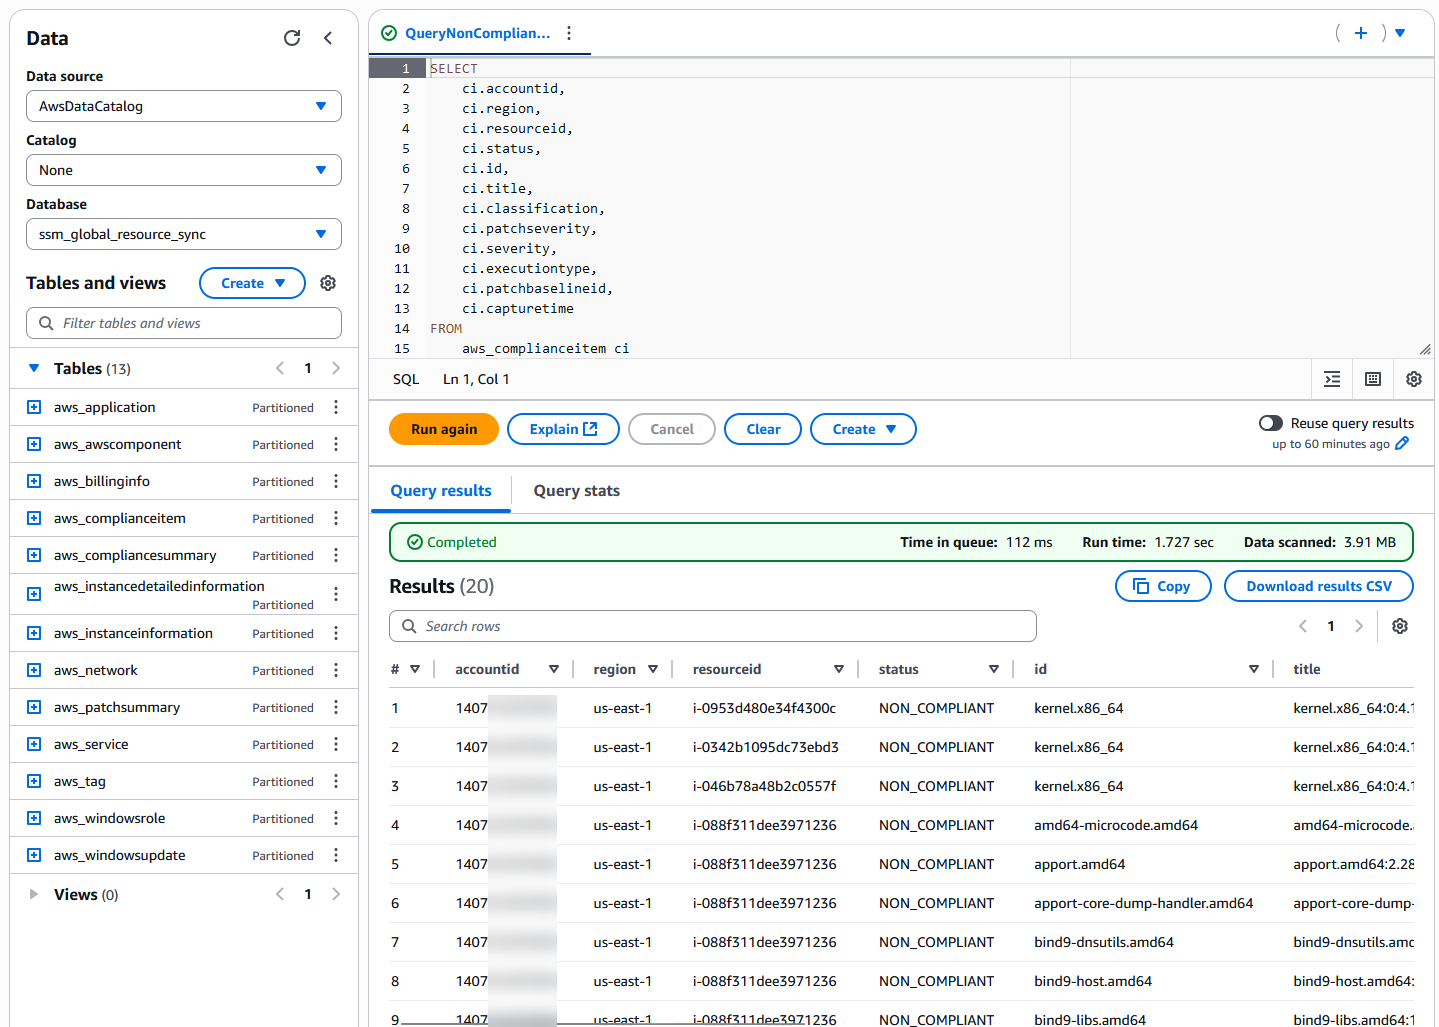 Data
Data source
AwsDataCatalog
Catalog
None
Database
ssm_global_resource_sync
Tables and views
Create
Filter tables and views
Tables (13)
1
aws_application Partitioned
aws_awscomponent Partitioned
aws_billinginfo Partitioned
aws_complianceitem Partitioned
aws_compliancesummary Partitioned
aws_instancedetailedinformation
Partitioned
aws_instanceinformation Partitioned
aws_network Partitioned
aws_patchsummary Partitioned
aws_service Partitioned
aws_tag Partitioned
aws_windowsrole Partitioned
aws_windowsupdate Partitioned
Views (0) 1
QueryNonComplian...
1 SELECT
2 ci.accountid,
3 ci.region,
4 ci.resourceid,
5 ci.status,
6 ci.id,
7 ci.title,
8 ci.classification,
9 ci.patchseverity,
10 ci.severity,
11 ci.executiontype,
12 ci.patchbaselineid,
13 ci.capturetime
14 FROM
15 aws_complianceitem ci
SQL Ln 1, Col 1
Run again Explain Cancel Clear Create
Reuse query results
up to 60 minutes ago
Query results Query stats
Completed Time in queue: 112 ms Run time: 1.727 sec Data scanned: 3.91 MB
Results (20) Copy Download results CSV
Search rows 1
# accountid region resourceid status id title
1 1407 us-east-1 i-0953d480e34f4300c NON_COMPLIANT kernel.x86_64 kernel.x86_64:0:4.1
2 1407 us-east-1 i-0342b1095dc73ebd3 NON_COMPLIANT kernel.x86_64 kernel.x86_64:0:4.1
3 1407 us-east-1 i-046b78a48b2c0557f NON_COMPLIANT kernel.x86_64 kernel.x86_64:0:4.1
4 1407 us-east-1 i-088f311dee3971236 NON_COMPLIANT amd64-microcode.amd64 amd64-microcode.
5 1407 us-east-1 i-088f311dee3971236 NON_COMPLIANT apport.amd64 apport.amd64:2.28
6 1407 us-east-1 i-088f311dee3971236 NON_COMPLIANT apport-core-dump-handler.amd64 apport-core-dump-
7 1407 us-east-1 i-088f311dee3971236 NON_COMPLIANT bind9-dnsutils.amd64 bind9-dnsutils.amd
8 1407 us-east-1 i-088f311dee3971236 NON_COMPLIANT bind9-host.amd64 bind9-host.amd64:
9 1407 us-east-1 i-088f311dee3971236 NON_COMPLIANT bind9-libs.amd64 bind9-libs.amd64:1